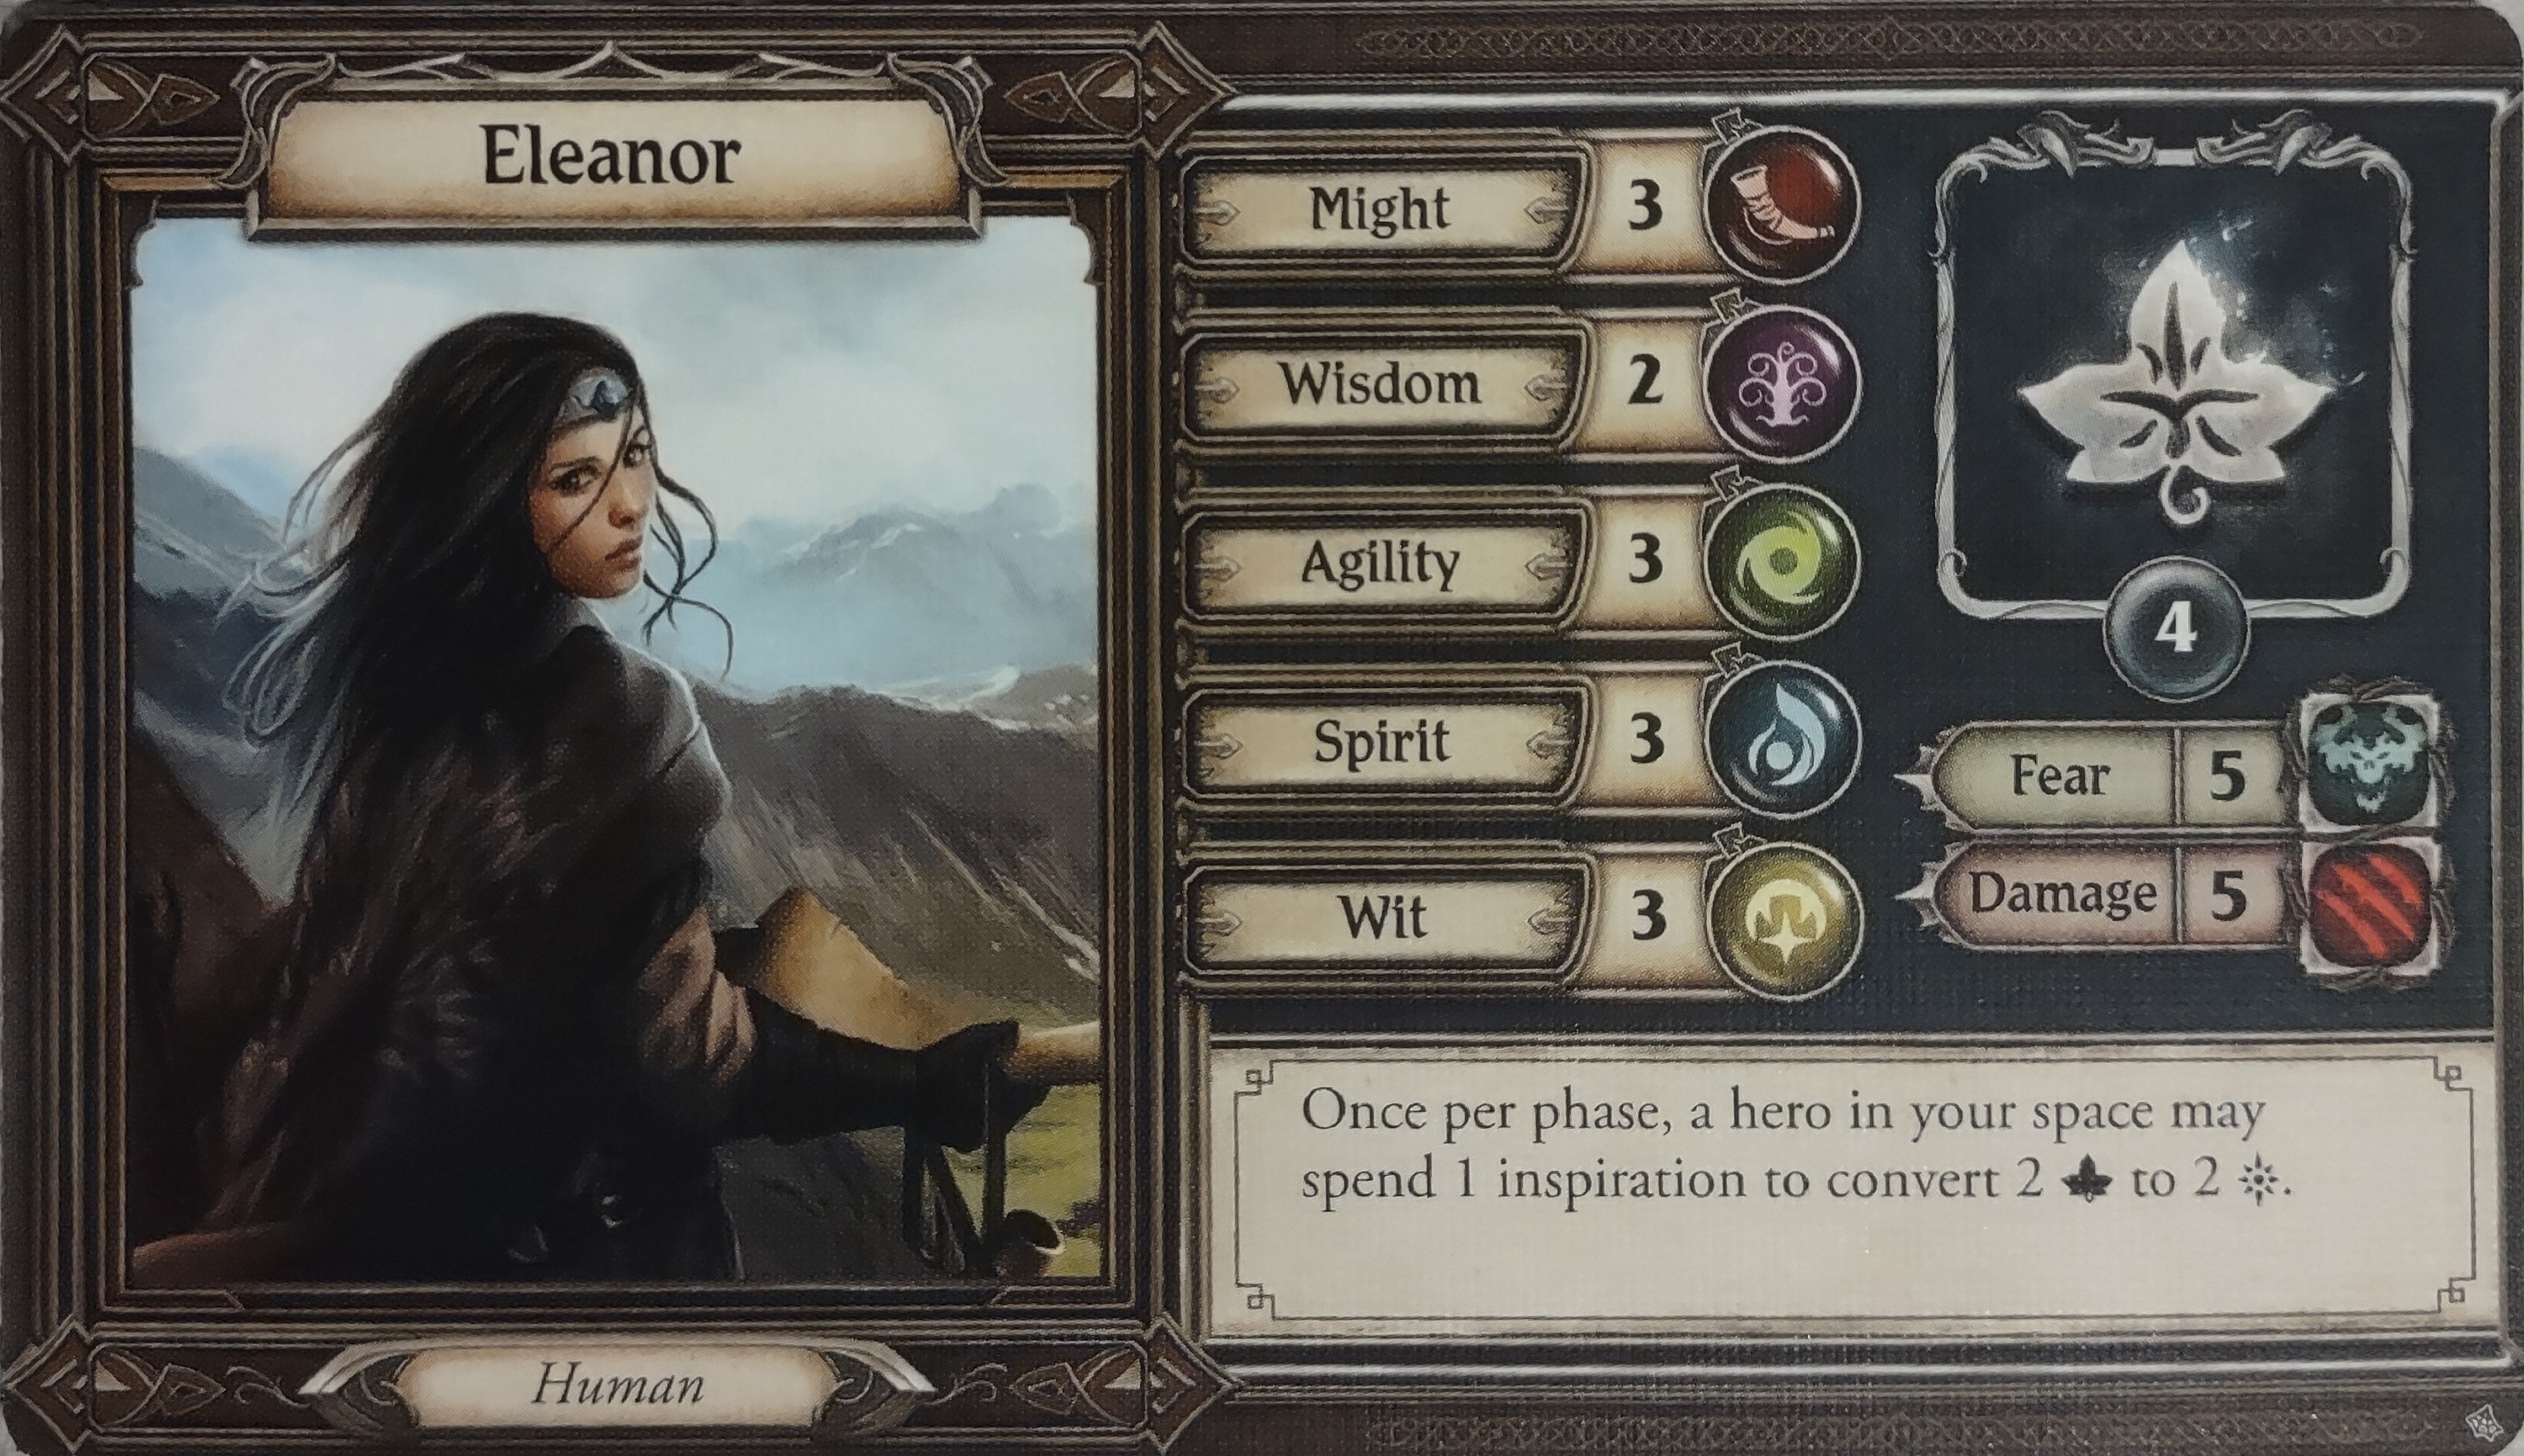 Eleanor
Might 3
Wisdom 2
Agility 3
Spirit 3
Wit 3
4
Fear 5
Damage 5
Once per phase, a hero in your space may
spend 1 inspiration to convert 2 to 2 .
Human